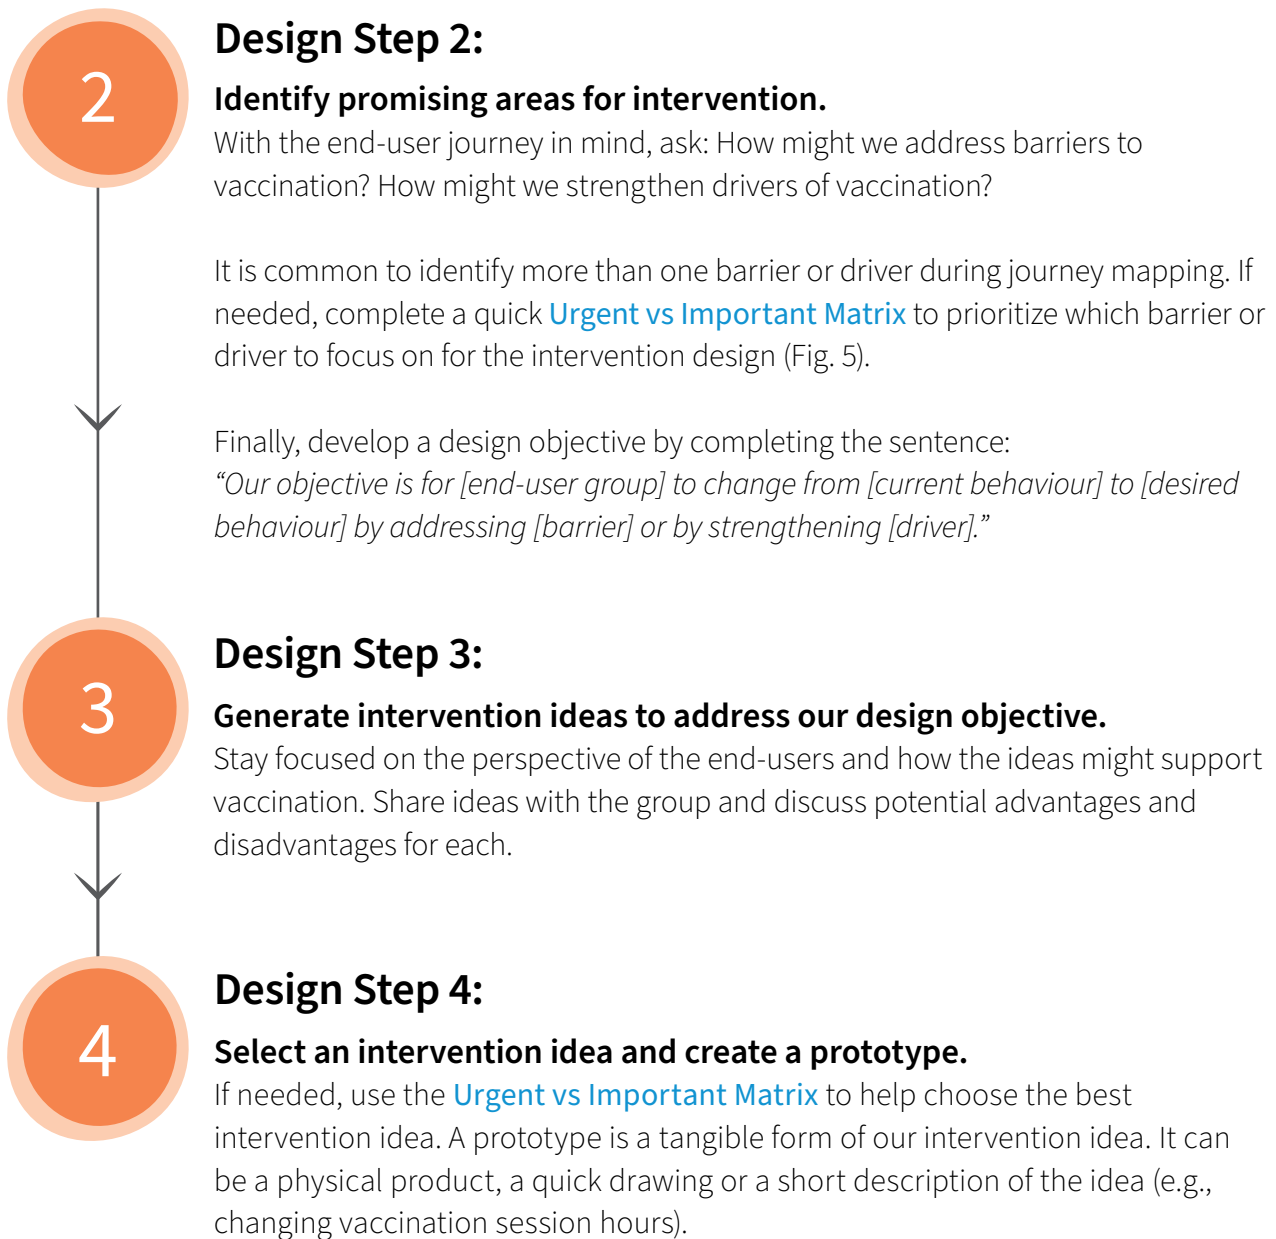 2
Design Step 2:
Identify promising areas for intervention.
With the end-user journey in mind, ask: How might we address barriers to
vaccination? How might we strengthen drivers of vaccination?
It is common to identify more than one barrier or driver during journey mapping. If
needed, complete a quick Urgent vs Important Matrix to prioritize which barrier or
driver to focus on for the intervention design (Fig. 5).
Finally, develop a design objective by completing the sentence:
“Our objective is for [end-user group] to change from [current behaviour] to [desired
behaviour] by addressing [barrier] or by strengthening [driver].”
3
Design Step 3:
Generate intervention ideas to address our design objective.
Stay focused on the perspective of the end-users and how the ideas might support
vaccination. Share ideas with the group and discuss potential advantages and
disadvantages for each.
4
Design Step 4:
Select an intervention idea and create a prototype.
If needed, use the Urgent vs Important Matrix to help choose the best
intervention idea. A prototype is a tangible form of our intervention idea. It can
be a physical product, a quick drawing or a short description of the idea (e.g.,
changing vaccination session hours).